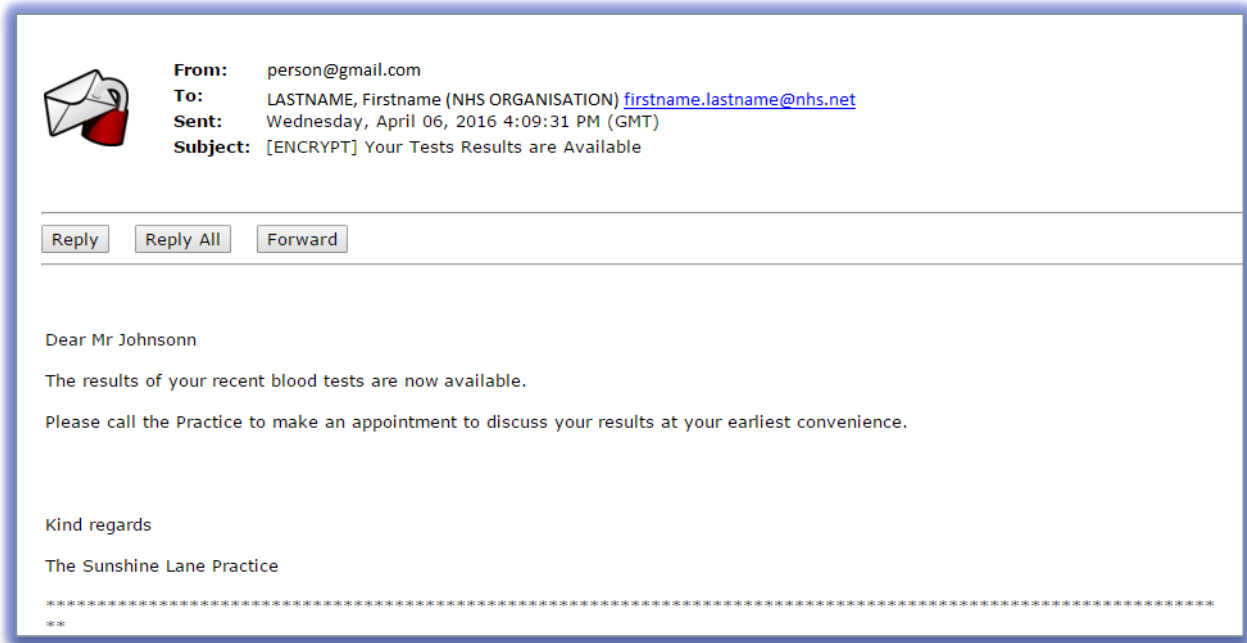 From: person@gmail.com
To: LASTNAME, Firstname (NHS ORGANISATION) firstname.lastname@nhs.net
Sent: Wednesday, April 06, 2016 4:09:31 PM (GMT)
Subject: [ENCRYPT] Your Tests Results are Available
Reply Reply All Forward
Dear Mr Johnsonn
The results of your recent blood tests are now available.
Please call the Practice to make an appointment to discuss your results at your earliest convenience.
Kind regards
The Sunshine Lane Practice
********************************************************************************************************************
**